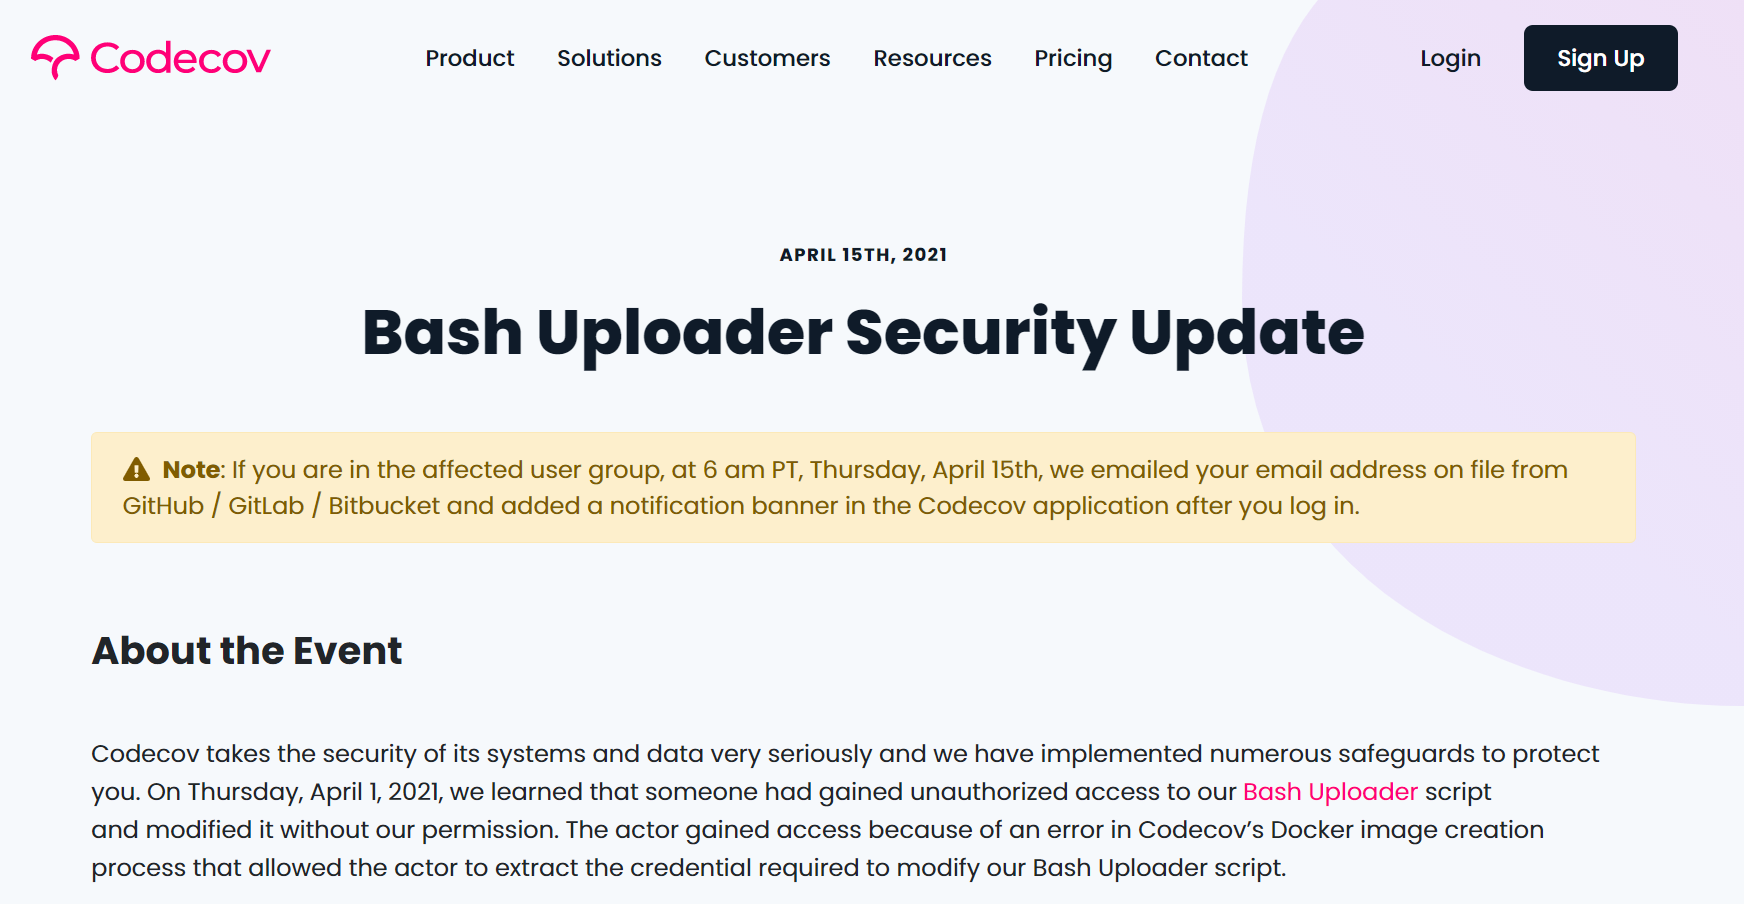 Codecov
Product Solutions Customers Resources Pricing Contact Login Sign Up
APRIL 15TH, 2021
Bash Uploader Security Update
Note: If you are in the affected user group, at 6 am PT, Thursday, April 15th, we emailed your email address on file from
GitHub / GitLab / Bitbucket and added a notification banner in the Codecov application after you log in.
About the Event
Codecov takes the security of its systems and data very seriously and we have implemented numerous safeguards to protect
you. On Thursday, April 1, 2021, we learned that someone had gained unauthorized access to our Bash Uploader script
and modified it without our permission. The actor gained access because of an error in Codecov’s Docker image creation
process that allowed the actor to extract the credential required to modify our Bash Uploader script.